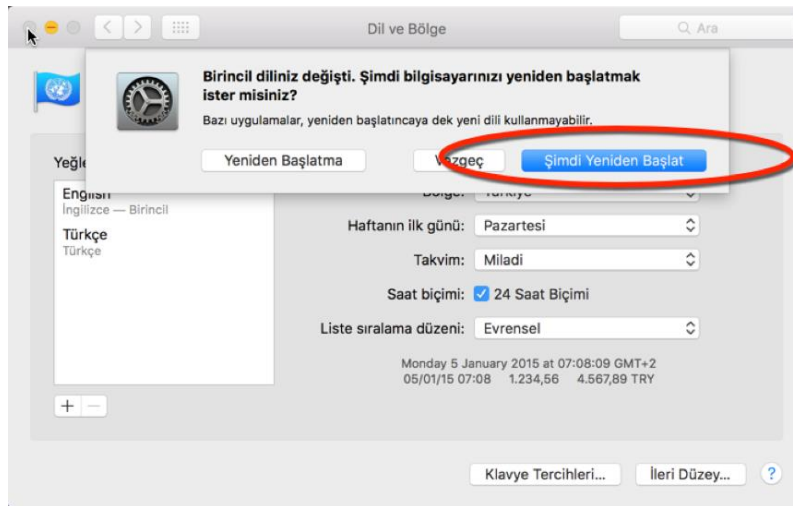 Dil ve Bölge
Ara
Birincil diliniz değişti. Şimdi bilgisayarınızı yeniden başlatmak
ister misiniz?
Bazı uygulamalar, yeniden başlatıncaya dek yeni dili kullanmayabilir.
Yeniden Başlatma
Vazgeç
Şimdi Yeniden Başlat
English
İngilizce — Birincil
Türkçe
Türkçe
Bölge: Türkiye
Haftanın ilk günü: Pazartesi
Takvim: Miladi
Saat biçimi: 24 Saat Biçimi
Liste sıralama düzeni: Evrensel
Monday 5 January 2015 at 07:08:09 GMT+2
05/01/15 07:08 1.234,56 4.567,89 TRY
+ −
Klavye Tercihleri...
İleri Düzey...
?